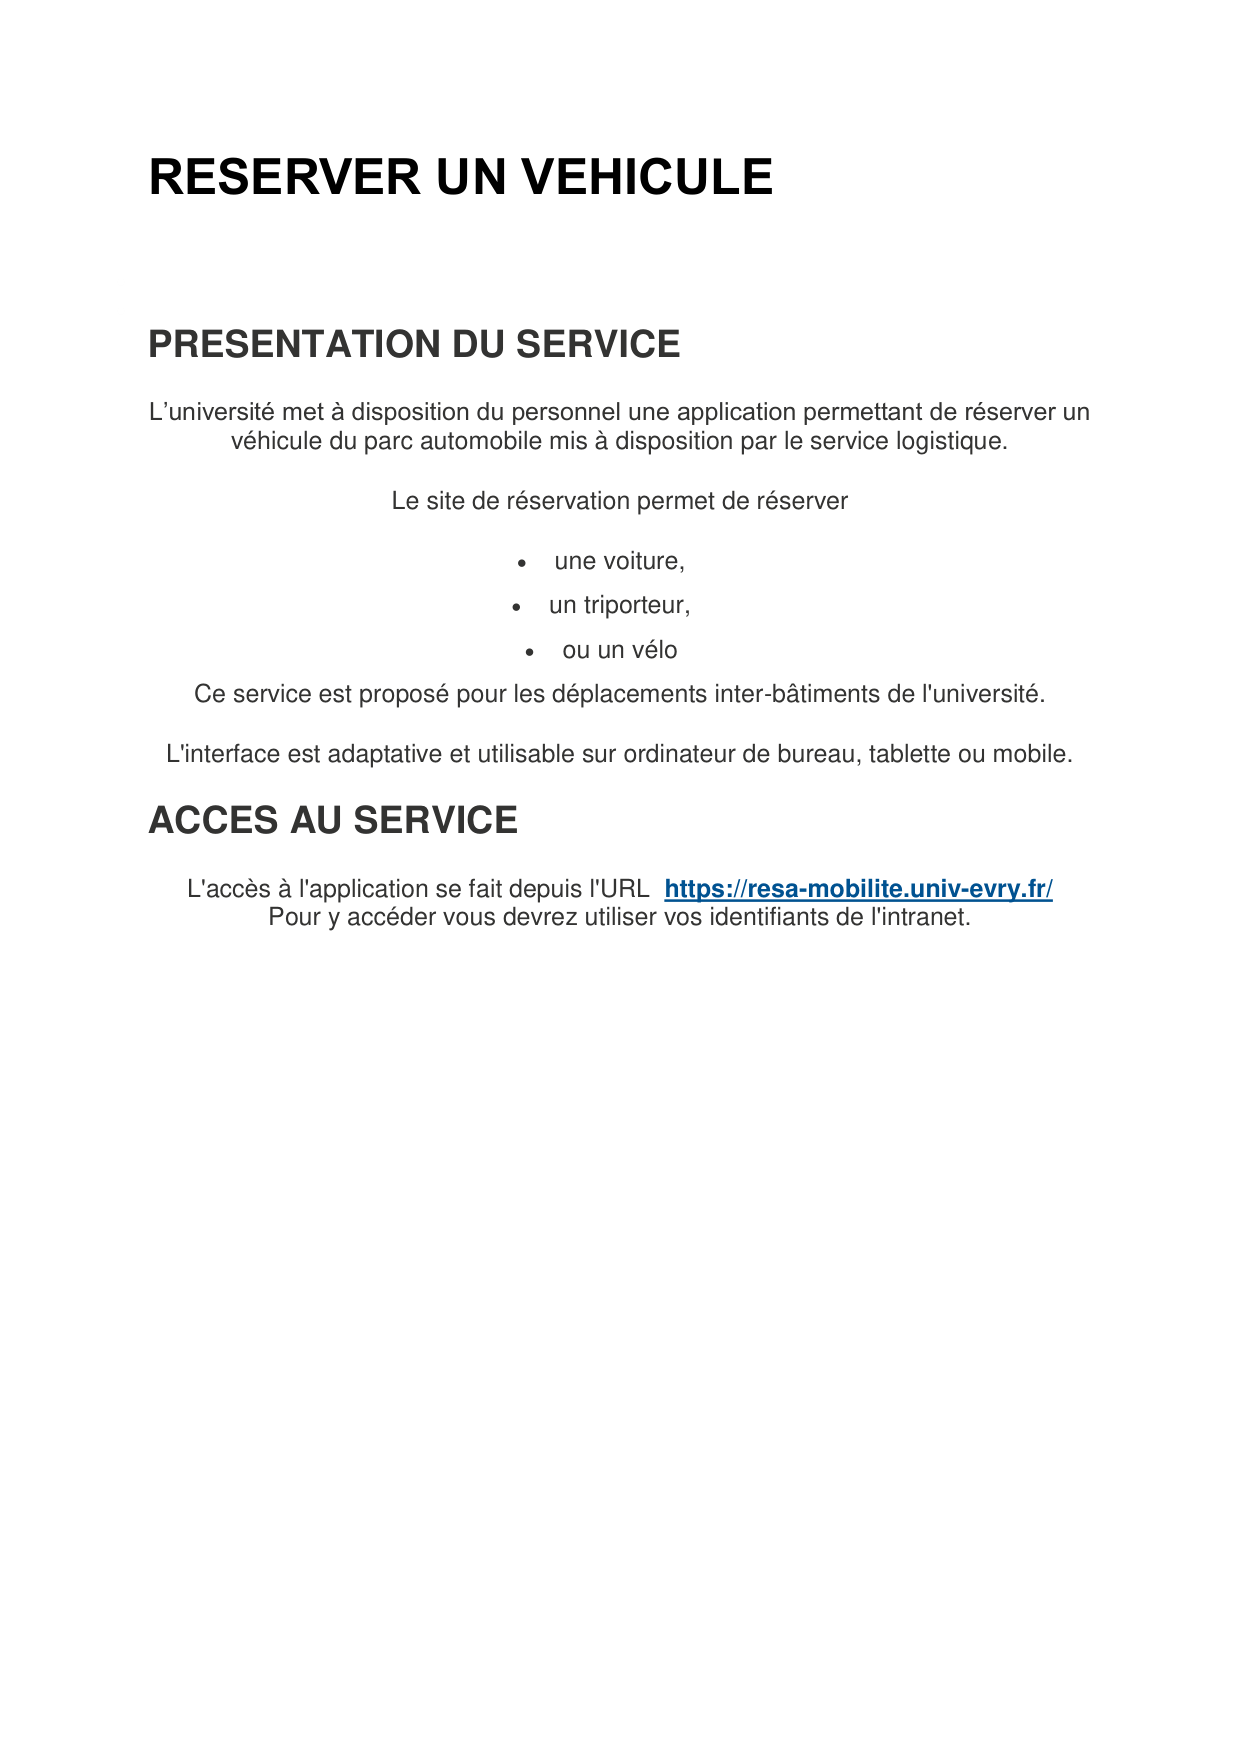 RESERVER UN VEHICULE
PRESENTATION DU SERVICE
L’université met à disposition du personnel une application permettant de réserver un
véhicule du parc automobile mis à disposition par le service logistique.
Le site de réservation permet de réserver
• une voiture,
• un triporteur,
• ou un vélo
Ce service est proposé pour les déplacements inter-bâtiments de l'université.
L'interface est adaptative et utilisable sur ordinateur de bureau, tablette ou mobile.
ACCES AU SERVICE
L'accès à l'application se fait depuis l'URL https://resa-mobilite.univ-evry.fr/
Pour y accéder vous devrez utiliser vos identifiants de l'intranet.